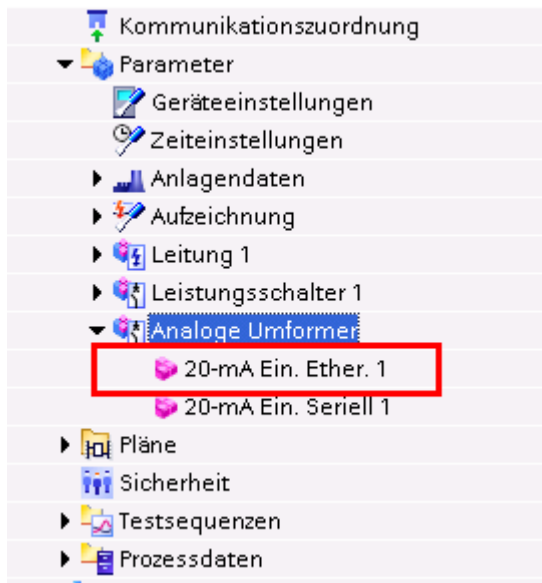 Kommunikationszuordnung
Parameter
Geräteeinstellungen
Zeiteinstellungen
Anlagendaten
Aufzeichnung
Leitung 1
Leistungsschalter 1
Analoge Umformer
20-mA Ein. Ether. 1
20-mA Ein. Seriell 1
Pläne
Sicherheit
Testsequenzen
Prozessdaten